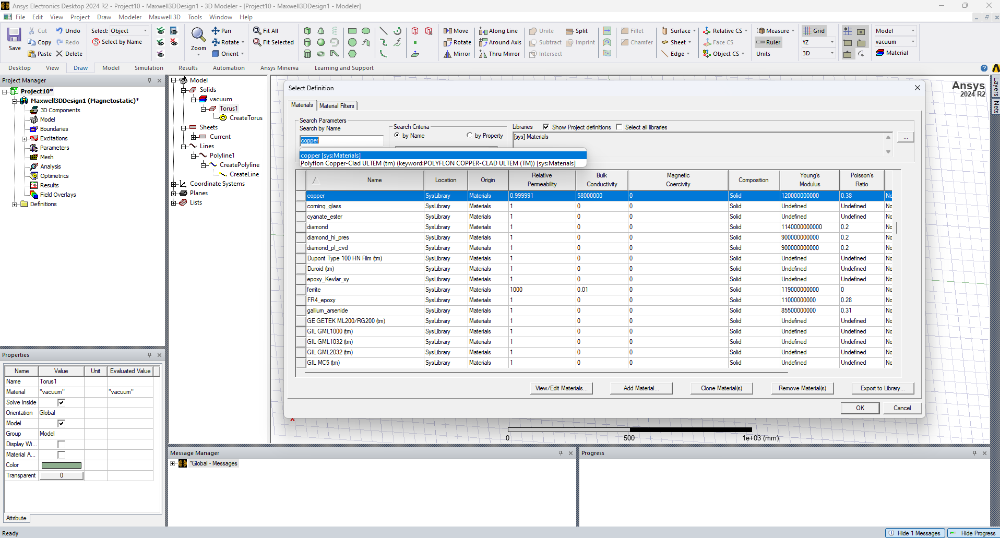 Ansys Electronics Desktop 2024 R2 - Project10 - Maxwell3DDesign1 - 3D Modeler - [Project10 - Maxwell3DDesign1 - Modeler]
File Edit View Project Draw Modeler Maxwell 3D Tools Window Help
Save
Cut
Copy
Paste
Undo
Redo
Delete
Select: Object
Select by Name
Zoom
Pan
Rotate
Orient
Fit All
Fit Selected
Move
Rotate
Mirror
Along Line
Around Axis
Thru Mirror
Unite
Subtract
Intersect
Split
Imprint
Fillet
Chamfer
Surface
Sheet
Edge
Relative CS
Face CS
Object CS
Measure
Ruler
Units
Grid
YZ
3D
Model
vacuum
Material
Desktop View Draw Model Simulation Results Automation Ansys Minerva Learning and Support
Project Manager
Project10*
Maxwell3DDesign1 (Magnetostatic)*
3D Components
Model
Boundaries
Excitations
Parameters
Mesh
Analysis
Optimetrics
Results
Field Overlays
Definitions
Model
Solids
vacuum
Torus1
CreateTorus
Sheets
Current
Lines
Polyline1
CreatePolyline
CreateLine
Coordinate Systems
Planes
Lists
Ansys
2024 R2
Layers
Nets
Select Definition
Materials Material Filters
Search Parameters
Search by Name
copper
Search Criteria
by Name by Property
Libraries Show Project definitions Select all libraries
[sys] Materials
...
copper [sys:Materials]
Polyflon Copper-Clad ULTEM (tm) (keyword:POLYFLON COPPER-CLAD ULTEM (TM)) [sys:Materials]
/ Name Location Origin Relative Permeability Bulk Conductivity Magnetic Coercivity Composition Young's Modulus Poisson's Ratio
copper SysLibrary Materials 0.999991 58000000 0 Solid 120000000000 0.38 No
corning_glass SysLibrary Materials 1 0 0 Solid Undefined Undefined No
cyanate_ester SysLibrary Materials 1 0 0 Solid Undefined Undefined No
diamond SysLibrary Materials 1 0 0 Solid 1140000000000 0.2 No
diamond_hi_pres SysLibrary Materials 1 0 0 Solid 900000000000 0.2 No
diamond_pl_cvd SysLibrary Materials 1 0 0 Solid 900000000000 0.2 No
Dupont Type 100 HN Film (tm) SysLibrary Materials 1 0 0 Solid Undefined Undefined No
Duroid (tm) SysLibrary Materials 1 0 0 Solid Undefined Undefined No
epoxy_Kevlar_xy SysLibrary Materials 1 0 0 Solid Undefined Undefined No
ferrite SysLibrary Materials 1000 0.01 0 Solid 119000000000 0 No
FR4_epoxy SysLibrary Materials 1 0 0 Solid 11000000000 0.28 No
gallium_arsenide SysLibrary Materials 1 0 0 Solid 85500000000 0.31 No
GE GETEK ML200/RG200 (tm) SysLibrary Materials 1 0 0 Solid Undefined Undefined No
GIL GML1000 (tm) SysLibrary Materials 1 0 0 Solid Undefined Undefined No
GIL GML1032 (tm) SysLibrary Materials 1 0 0 Solid Undefined Undefined No
GIL GML2032 (tm) SysLibrary Materials 1 0 0 Solid Undefined Undefined No
GIL MC5 (tm) SysLibrary Materials 1 0 0 Solid Undefined Undefined No
View/Edit Materials... Add Material... Clone Material(s) Remove Material(s) Export to Library...
OK Cancel
X
0 500 1e+03 (mm)
Properties
Name Value Unit Evaluated Value
Name Torus1
Material "vacuum" "vacuum"
Solve Inside
Orientation Global
Model
Group Model
Display Wi...
Material A...
Color
Transparent 0
Attribute
Message Manager
*Global - Messages
Progress
Ready
Hide 1 Messages Hide Progress